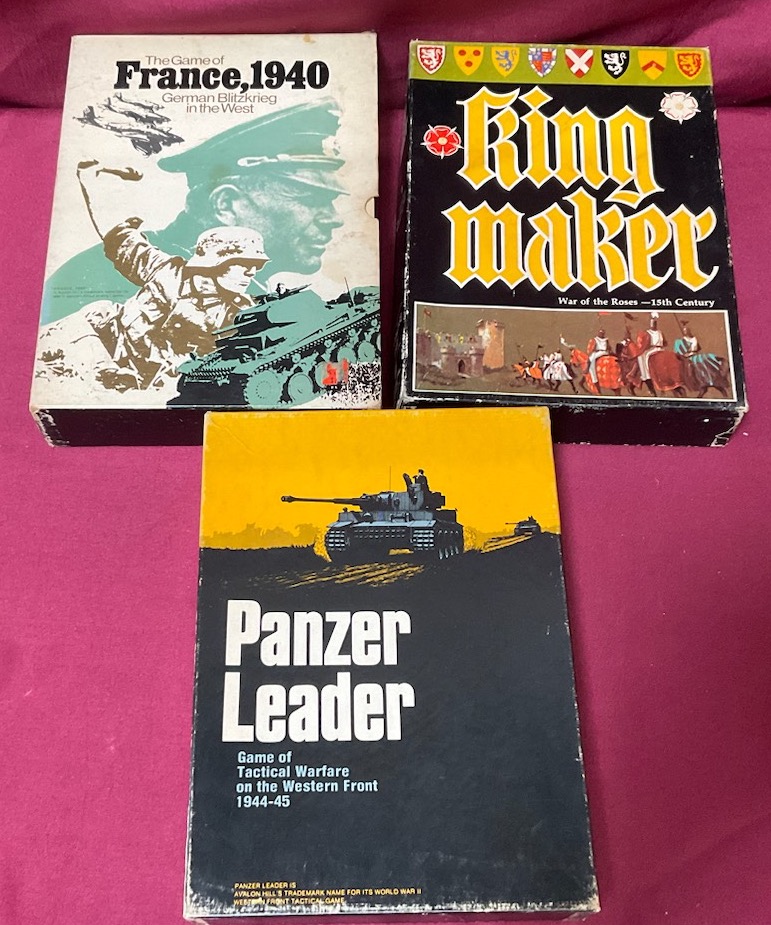 The Game of
France, 1940
German Blitzkrieg
in the West
King
maker
War of the Roses —15th Century
Panzer
Leader
Game of
Tactical Warfare
on the Western Front
1944-45
PANZER LEADER IS
AVALON HILL'S TRADEMARK NAME FOR ITS WORLD WAR II
WESTERN FRONT TACTICAL GAME